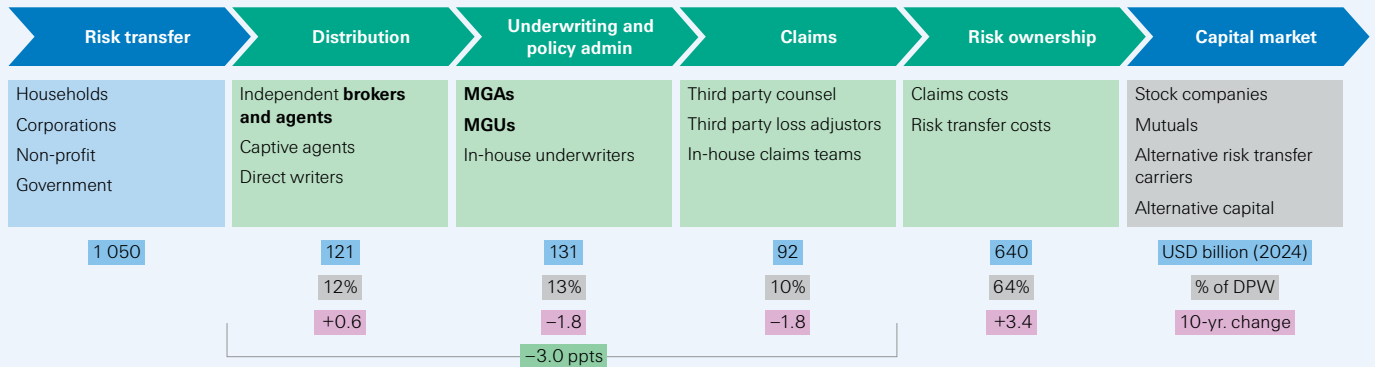 Risk transfer
Distribution
Underwriting and
policy admin
Claims
Risk ownership
Capital market
Households
Corporations
Non-profit
Government
Independent brokers
and agents
Captive agents
Direct writers
MGAs
MGUs
In-house underwriters
Third party counsel
Third party loss adjustors
In-house claims teams
Claims costs
Risk transfer costs
Stock companies
Mutuals
Alternative risk transfer
carriers
Alternative capital
1 050
121
131
92
640
USD billion (2024)
12%
13%
10%
64%
% of DPW
+0.6
–1.8
–1.8
+3.4
10-yr. change
–3.0 ppts